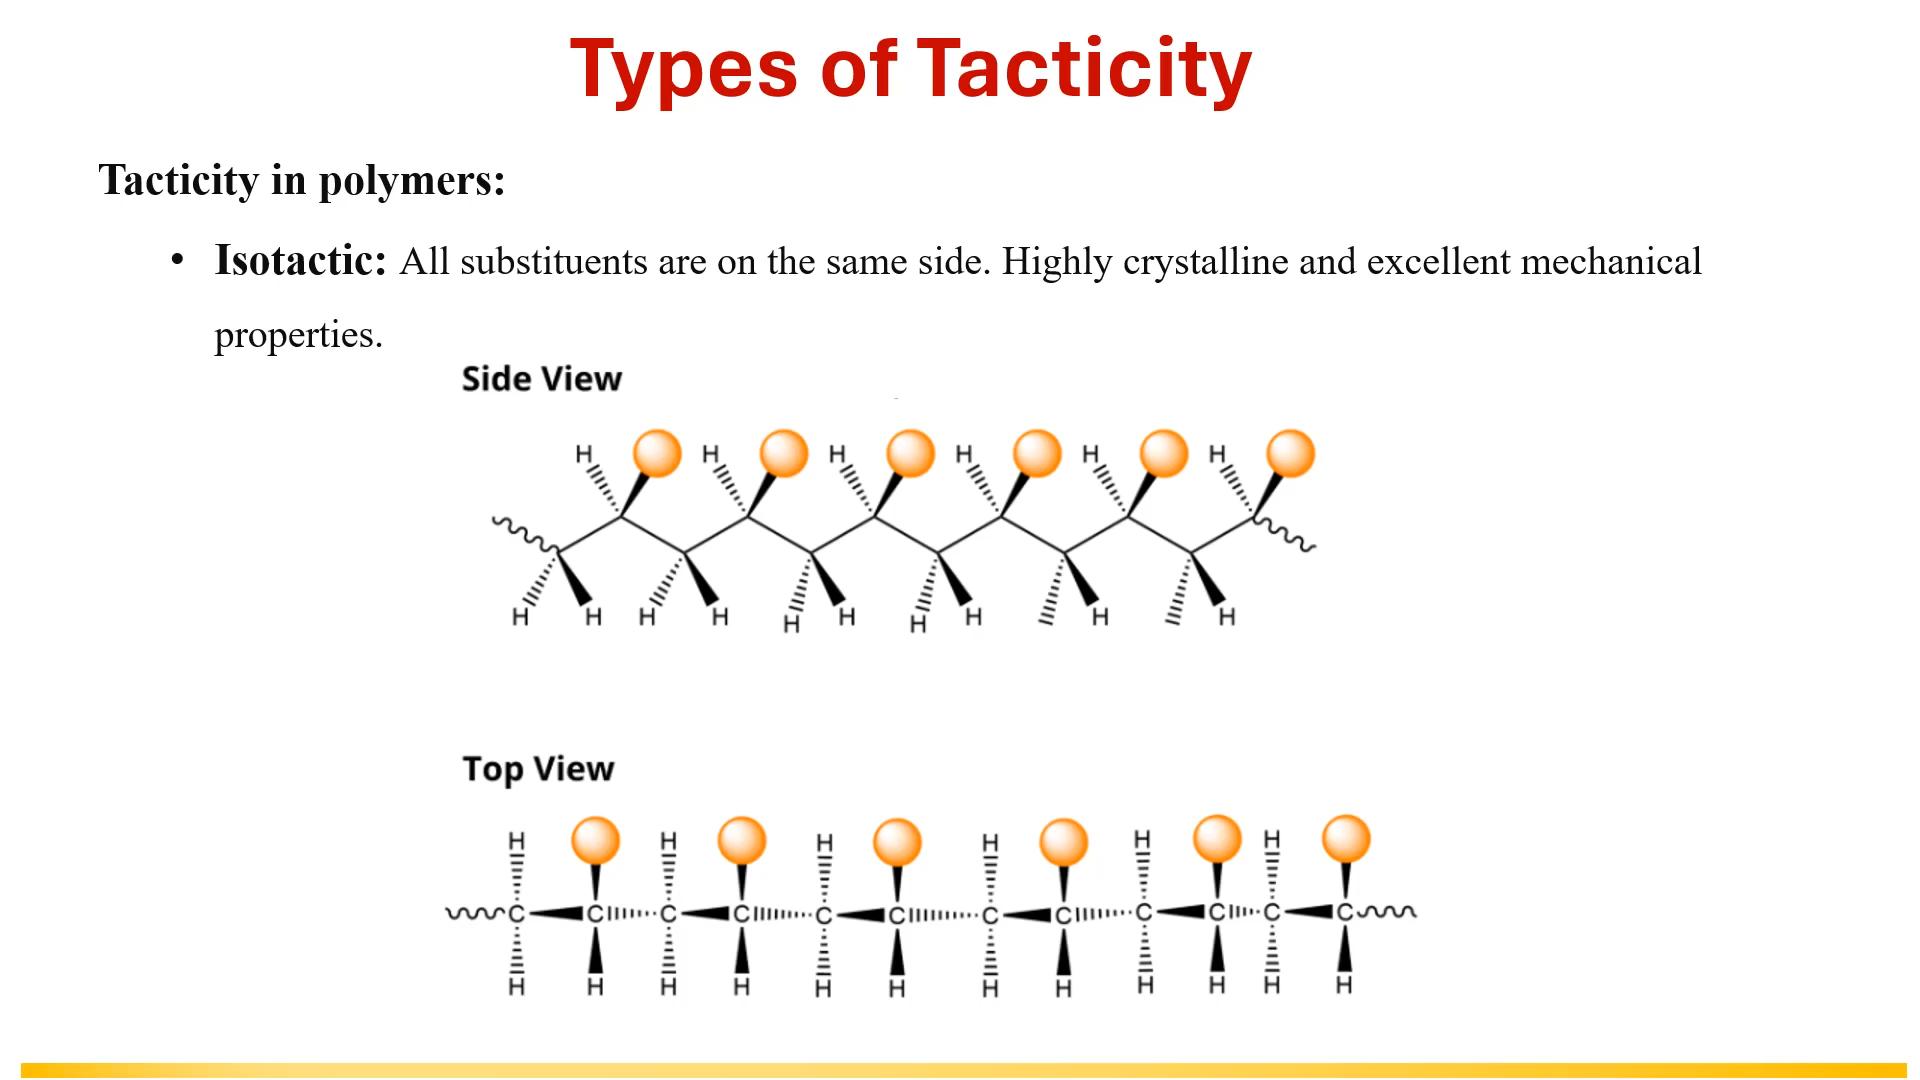 Types of Tacticity
Tacticity in polymers:
• Isotactic: All substituents are on the same side. Highly crystalline and excellent mechanical
properties.
Side View
H H H H H H
H H H H H H H H H H
Top View
H H H H H H
C C C C C C C C C C C C
H H H H H H H H H H H H